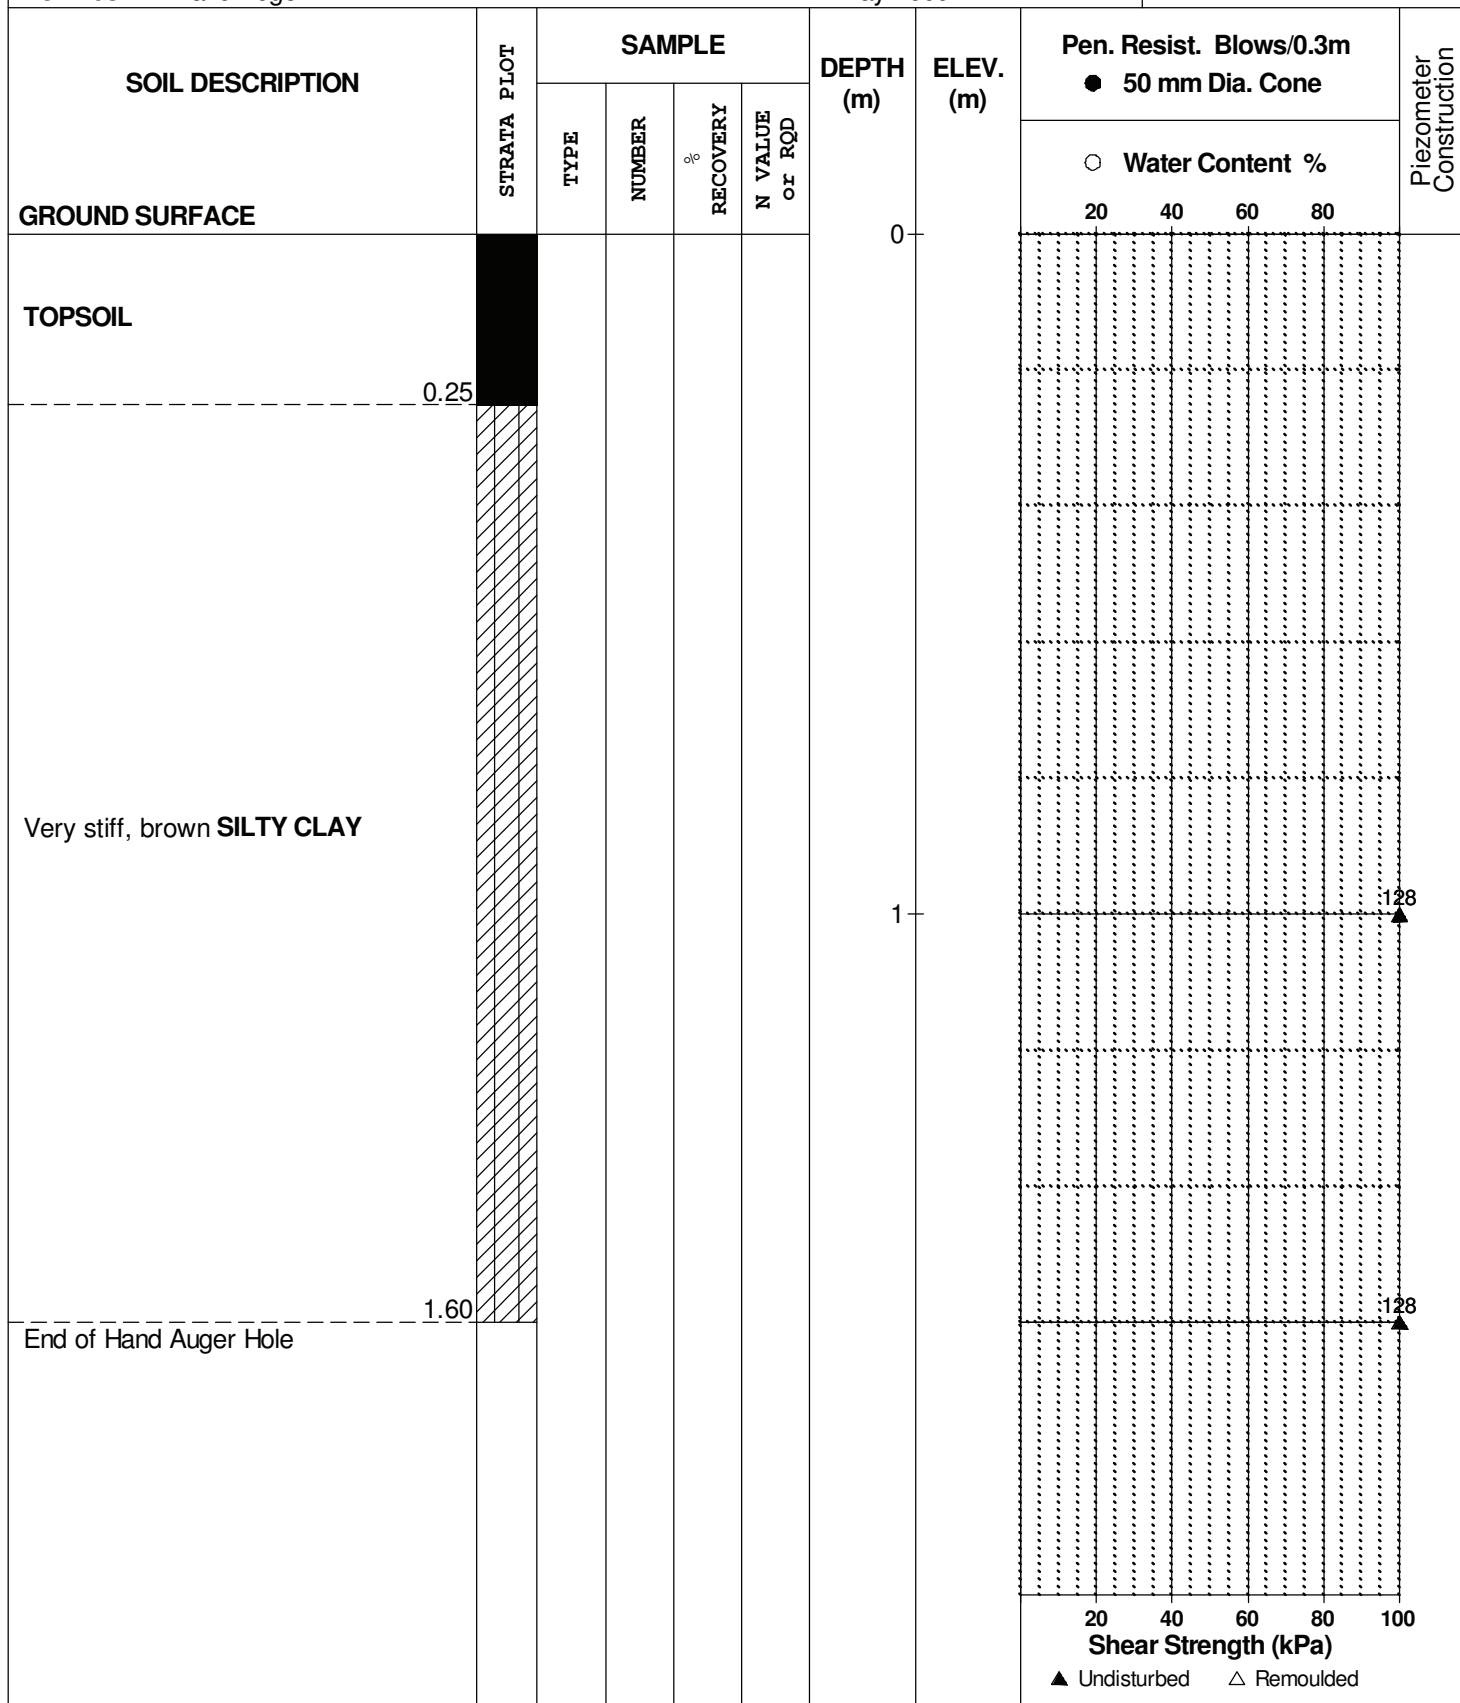 SOIL DESCRIPTION
GROUND SURFACE
STRATA PLOT
SAMPLE
TYPE
NUMBER
%
RECOVERY
N VALUE
or RQD
DEPTH
(m)
ELEV.
(m)
Pen. Resist. Blows/0.3m
● 50 mm Dia. Cone
○ Water Content %
20 40 60 80
Piezometer
Construction
0
TOPSOIL
0.25
Very stiff, brown SILTY CLAY
1
128
1.60
128
End of Hand Auger Hole
20 40 60 80 100
Shear Strength (kPa)
▲ Undisturbed △ Remoulded